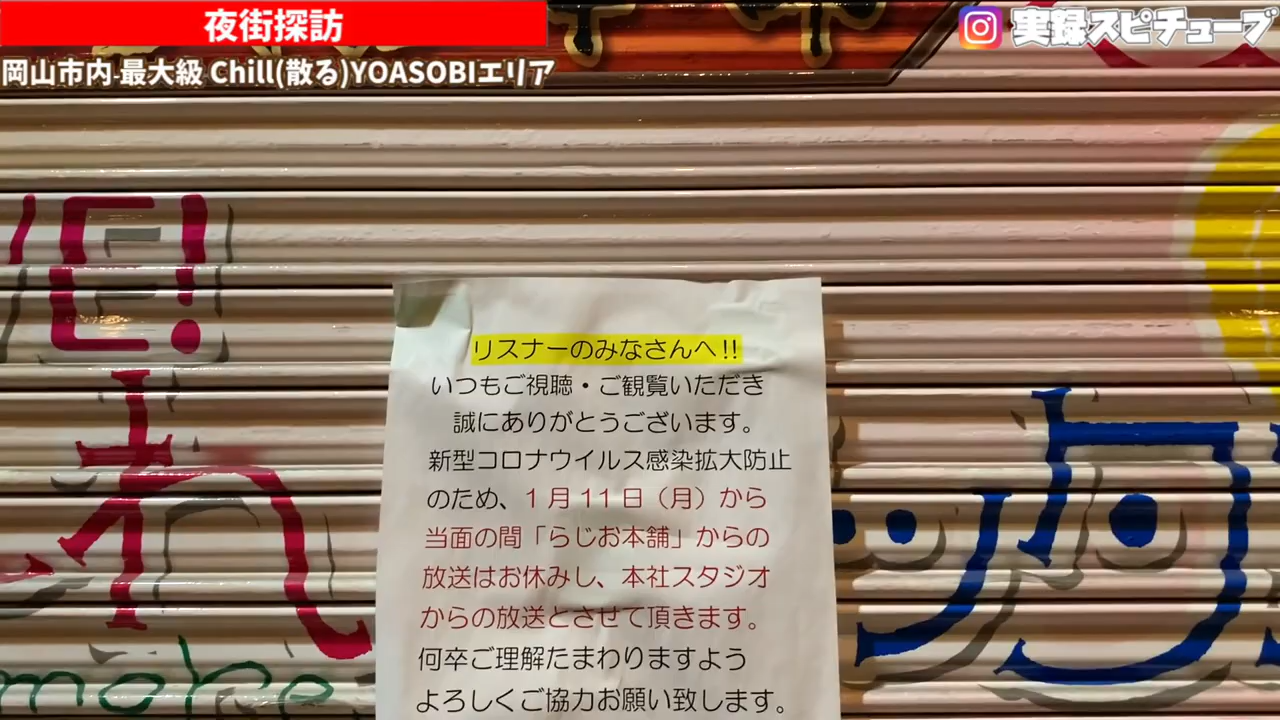 夜街探訪
実録スピチューブ
岡山市内 最大級 Chill(散る)YOASOBIエリア
リスナーのみなさんへ!!
いつもご視聴・ご観覧いただき
誠にありがとうございます。
新型コロナウイルス感染拡大防止
のため、1月11日(月)から
当面の間「らじお本舗」からの
放送はお休みし、本社スタジオ
からの放送とさせて頂きます。
何卒ご理解たまわりますよう
よろしくご協力お願い致します。